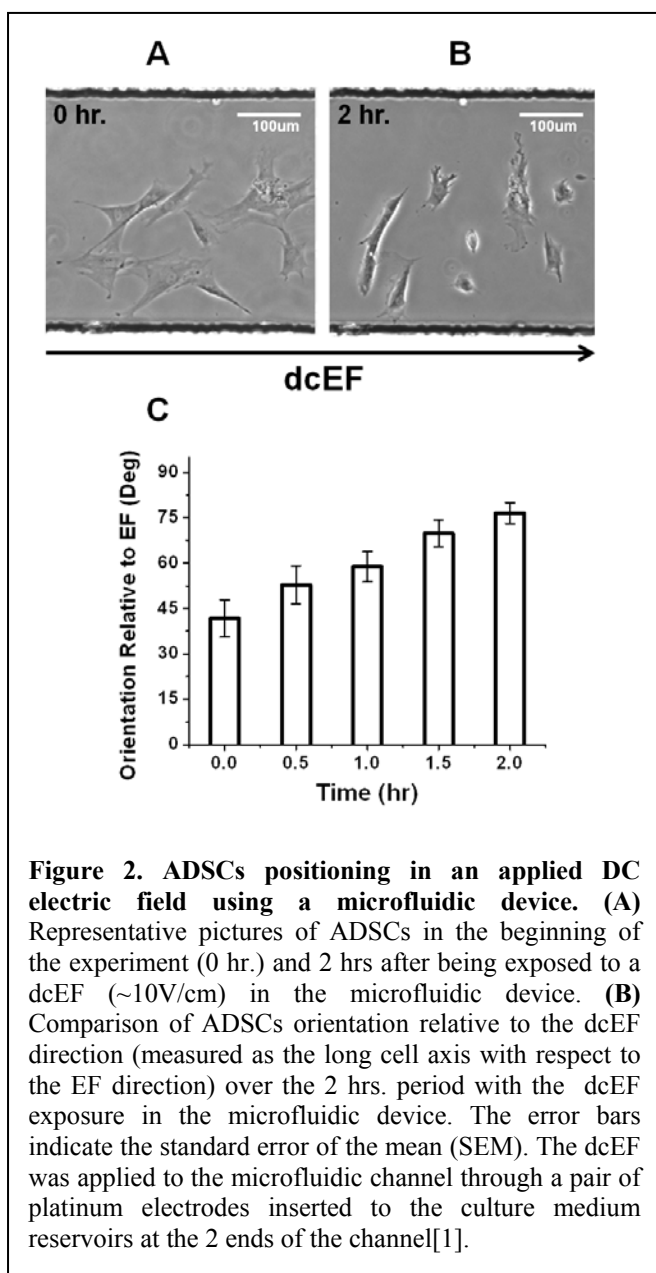 A
B
0 hr.
100um
2 hr.
100um
dcEF
C
Orientation Relative to EF (Deg)
90
75
60
45
30
15
0
0.0 0.5 1.0 1.5 2.0
Time (hr)
Figure 2. ADSCs positioning in an applied DC
electric field using a microfluidic device. (A)
Representative pictures of ADSCs in the beginning of
the experiment (0 hr.) and 2 hrs after being exposed to a
dcEF (~10V/cm) in the microfluidic device. (B)
Comparison of ADSCs orientation relative to the dcEF
direction (measured as the long cell axis with respect to
the EF direction) over the 2 hrs. period with the dcEF
exposure in the microfluidic device. The error bars
indicate the standard error of the mean (SEM). The dcEF
was applied to the microfluidic channel through a pair of
platinum electrodes inserted to the culture medium
reservoirs at the 2 ends of the channel[1].